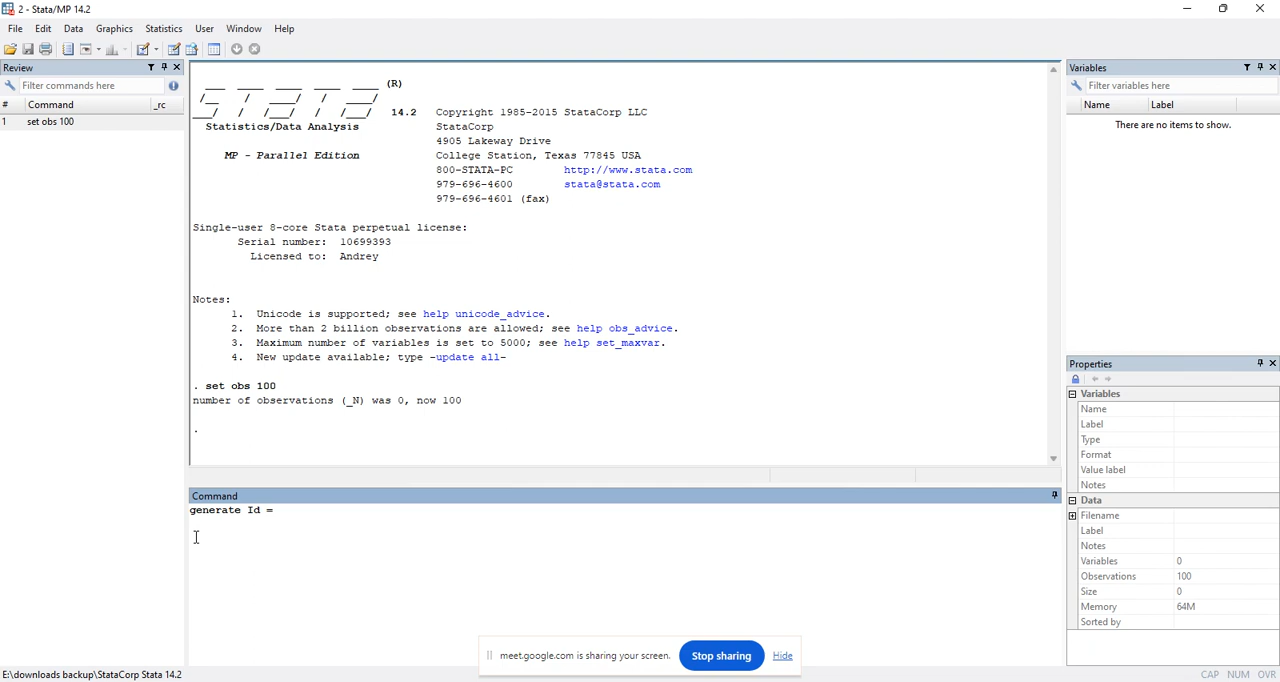 2 - Stata/MP 14.2
File Edit Data Graphics Statistics User Window Help
Review
Filter commands here
# Command _rc
1 set obs 100
(R)
14.2 Copyright 1985-2015 StataCorp LLC
Statistics/Data Analysis StataCorp
4905 Lakeway Drive
MP - Parallel Edition College Station, Texas 77845 USA
800-STATA-PC http://www.stata.com
979-696-4600 stata@stata.com
979-696-4601 (fax)
Single-user 8-core Stata perpetual license:
Serial number: 10699393
Licensed to: Andrey
Notes:
1. Unicode is supported; see help unicode_advice.
2. More than 2 billion observations are allowed; see help obs_advice.
3. Maximum number of variables is set to 5000; see help set_maxvar.
4. New update available; type -update all-
. set obs 100
number of observations (_N) was 0, now 100
.
Command
generate Id =
Variables
Filter variables here
Name Label
There are no items to show.
Properties
Variables
Name
Label
Type
Format
Value label
Notes
Data
Filename
Label
Notes
Variables 0
Observations 100
Size 0
Memory 64M
Sorted by
meet.google.com is sharing your screen. Stop sharing Hide
E:\downloads backup\StataCorp Stata 14.2
CAP NUM OVR